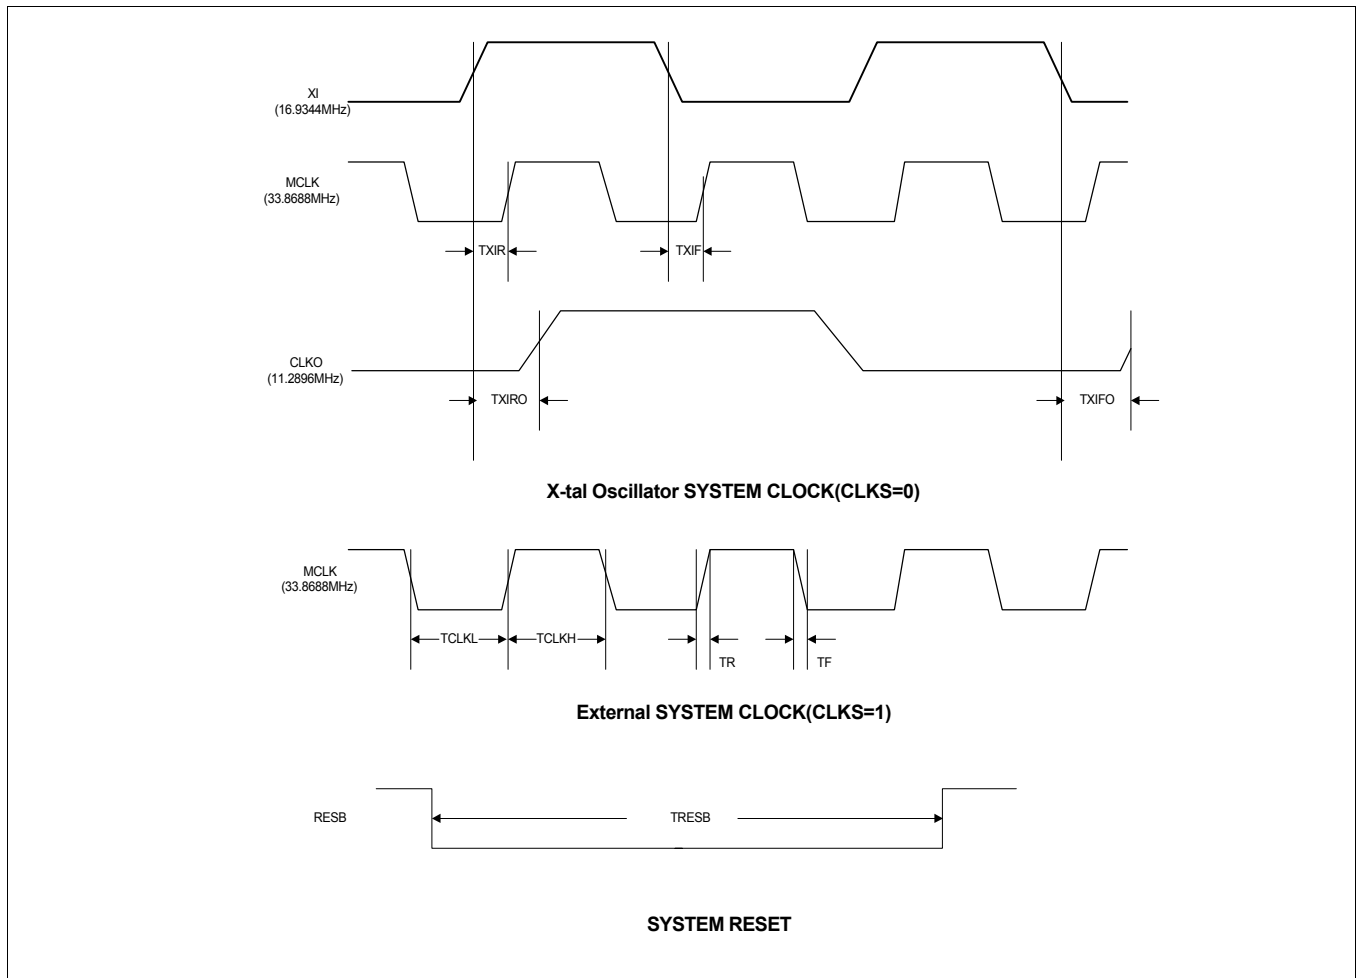 XI
(16.9344MHz)
MCLK
(33.8688MHz)
TXIR
TXIF
CLKO
(11.2896MHz)
TXIRO
TXIFO
X-tal Oscillator SYSTEM CLOCK(CLKS=0)
MCLK
(33.8688MHz)
TCLKL
TCLKH
TR
TF
External SYSTEM CLOCK(CLKS=1)
RESB
TRESB
SYSTEM RESET